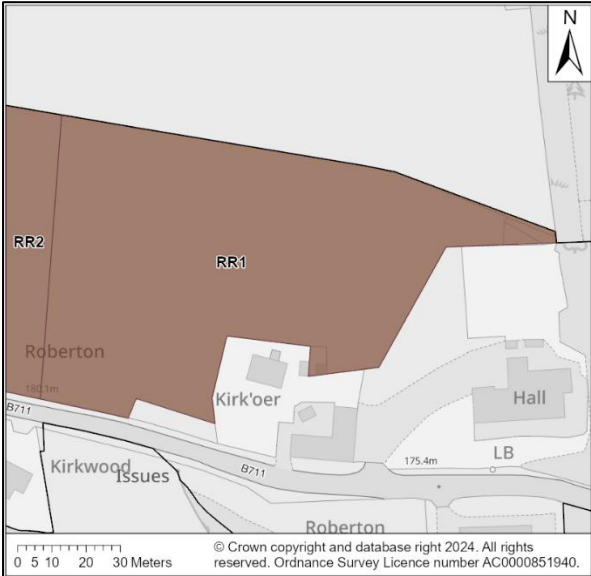 N
RR2
RR1
Roberton
180.1m
B711
Kirk'oer
Hall
Kirkwood
Issues
B711
175.4m
LB
Roberton
0 5 10 20 30 Meters
© Crown copyright and database right 2024. All rights
reserved. Ordnance Survey Licence number AC0000851940.